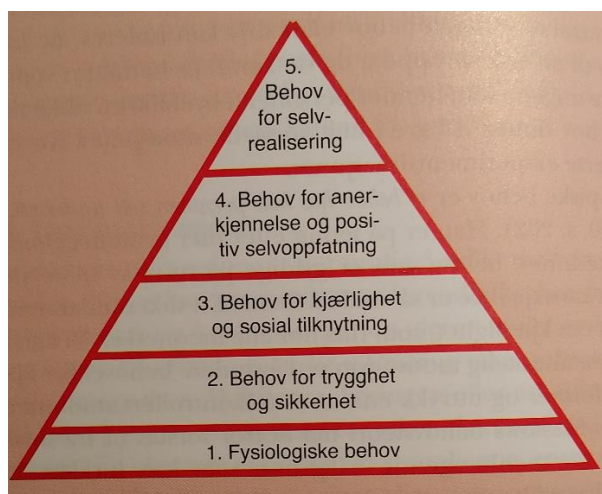 5.
Behov
for selv-
realisering
4. Behov for aner-
kjennelse og posi-
tiv selvoppfatning
3. Behov for kjærlighet
og sosial tilknytning
2. Behov for trygghet
og sikkerhet
1. Fysiologiske behov